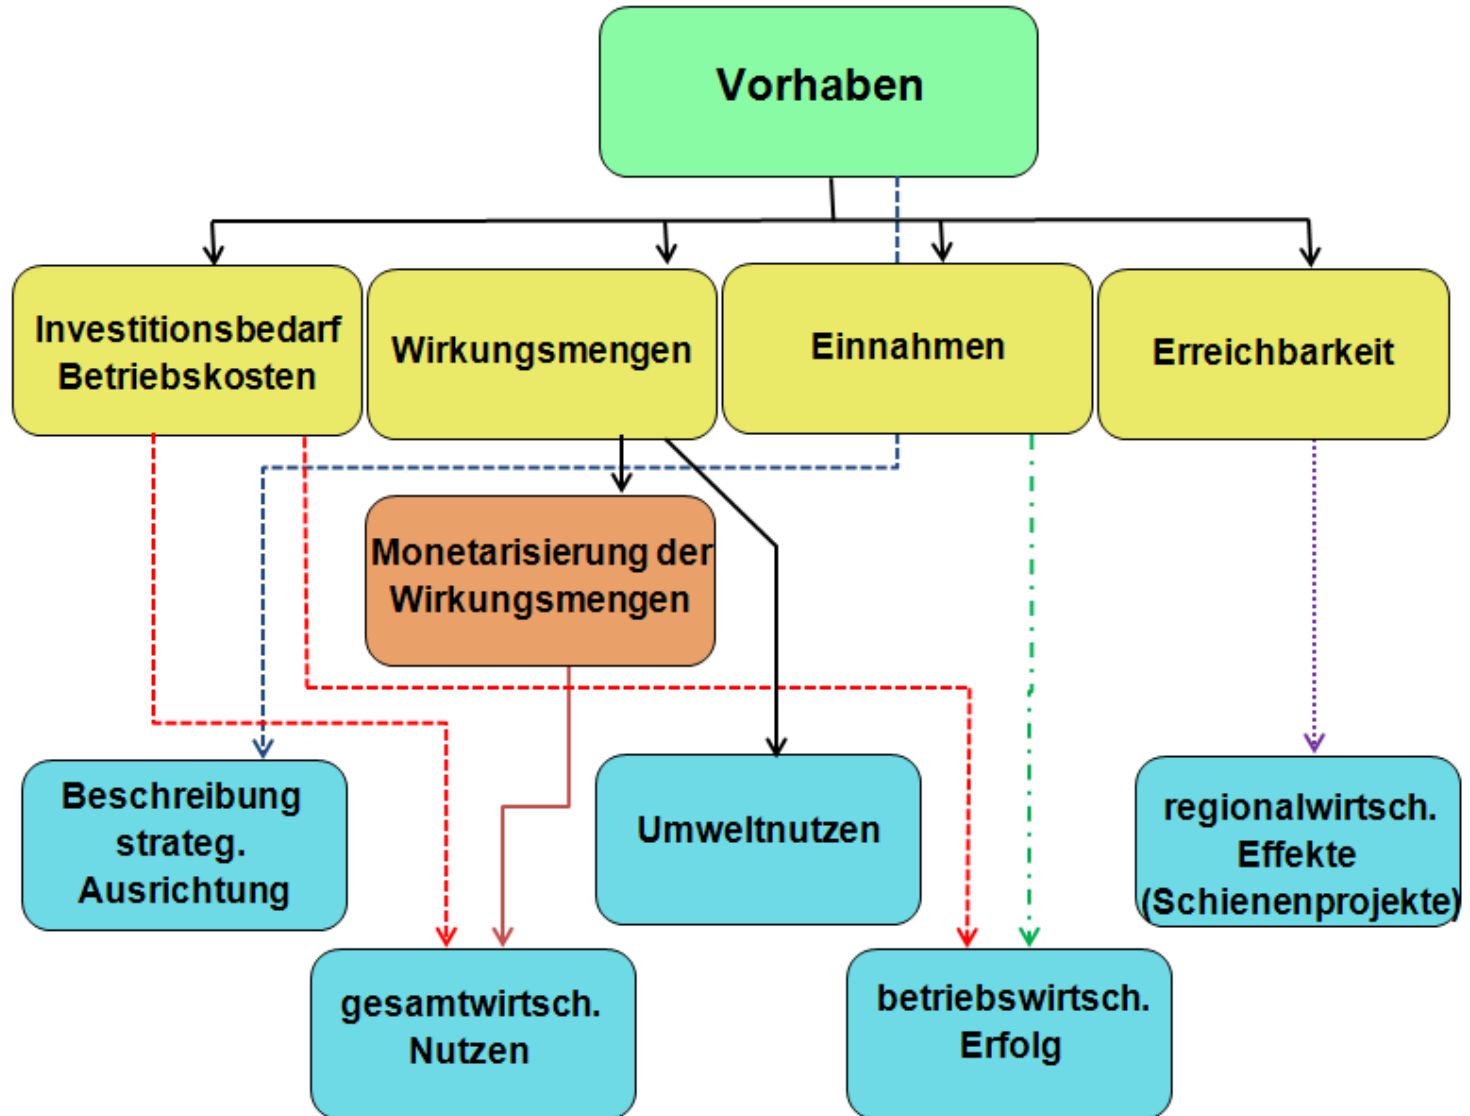 Vorhaben
Investitionsbedarf
Betriebskosten
Wirkungsmengen
Einnahmen
Erreichbarkeit
Monetarisierung der
Wirkungsmengen
Beschreibung
strateg.
Ausrichtung
Umweltnutzen
regionalwirtsch.
Effekte
(Schienenprojekte)
gesamtwirtsch.
Nutzen
betriebswirtsch.
Erfolg